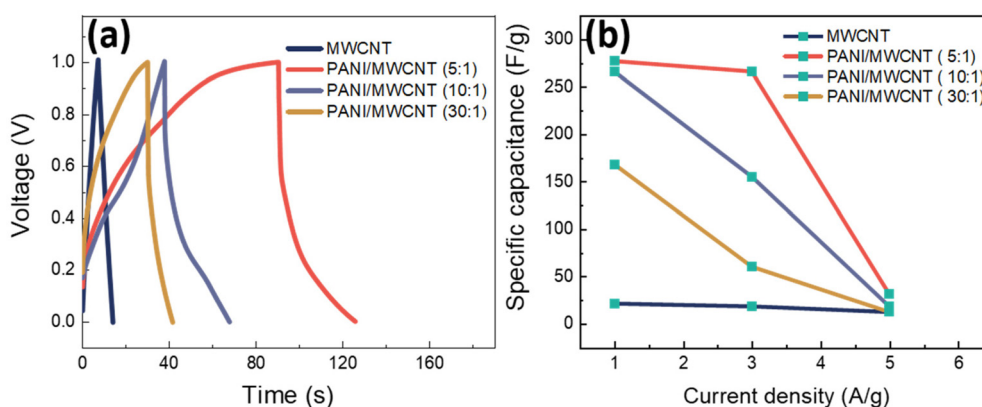 (a)
MWCNT
PANI/MWCNT (5:1)
PANI/MWCNT (10:1)
PANI/MWCNT (30:1)
Voltage (V)
1.0
0.8
0.6
0.4
0.2
0.0
0 40 80 120 160
Time (s)
(b)
MWCNT
PANI/MWCNT ( 5:1)
PANI/MWCNT ( 10:1)
PANI/MWCNT ( 30:1)
Specific capacitance (F/g)
300
250
200
150
100
50
0
1 2 3 4 5 6
Current density (A/g)